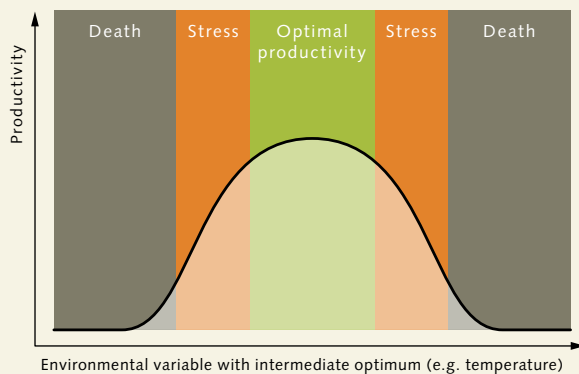 Death
Stress
Optimal
productivity
Stress
Death
Productivity
Environmental variable with intermediate optimum (e.g. temperature)